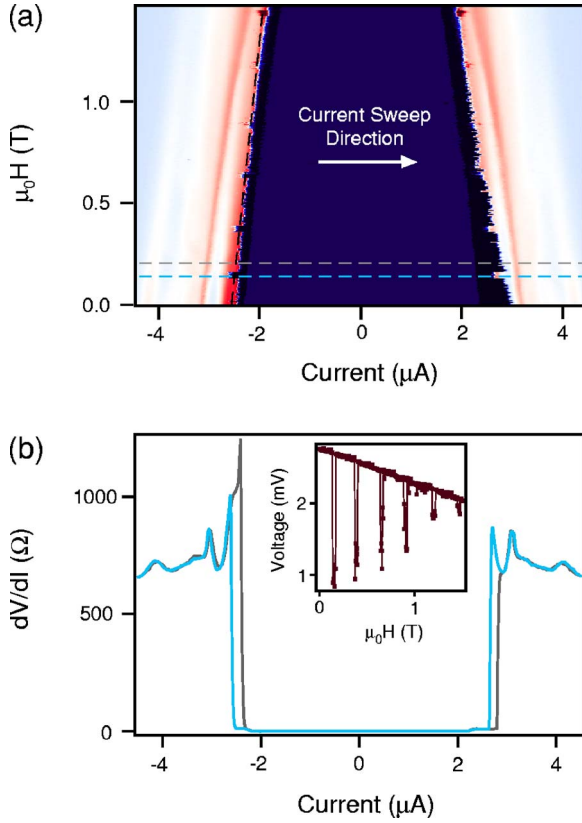 (a)
μ₀H (T)
1.0
0.5
0.0
Current Sweep
Direction
-4
-2
0
2
4
Current (μA)
(b)
dV/dI (Ω)
1000
500
0
Voltage (mV)
2
1
0
1
μ₀H (T)
-4
-2
0
2
4
Current (μA)